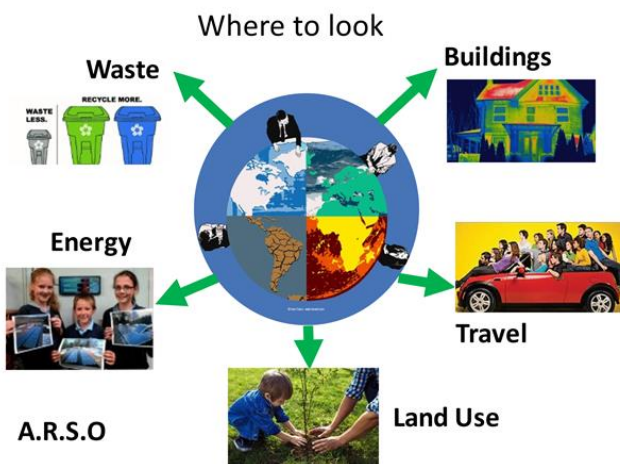 Where to look
Waste
WASTE
LESS.
RECYCLE MORE.
Buildings
Energy
Travel
Land Use
A.R.S.O